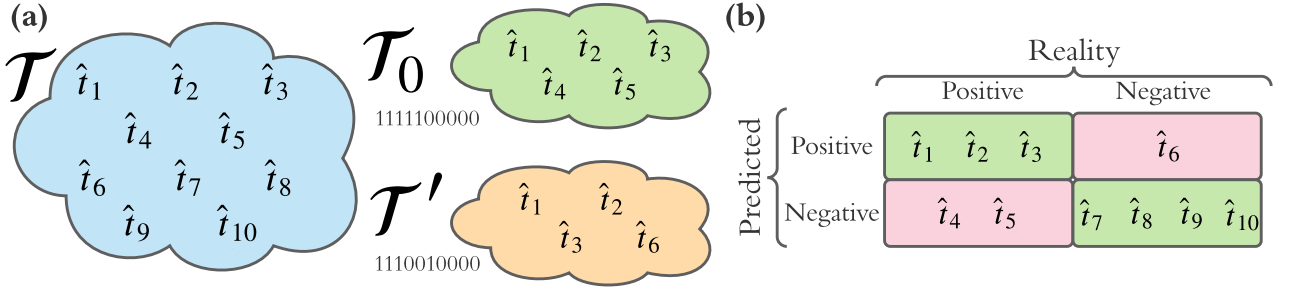 (a)
𝒯
t̂1 t̂2 t̂3
t̂4 t̂5
t̂6 t̂7 t̂8
t̂9 t̂10
𝒯0
1111100000
t̂1 t̂2 t̂3
t̂4 t̂5
𝒯′
1110010000
t̂1 t̂2
t̂3 t̂6
(b)
Reality
Positive Negative
Predicted
Positive t̂1 t̂2 t̂3 t̂6
Negative t̂4 t̂5 t̂7 t̂8 t̂9 t̂10